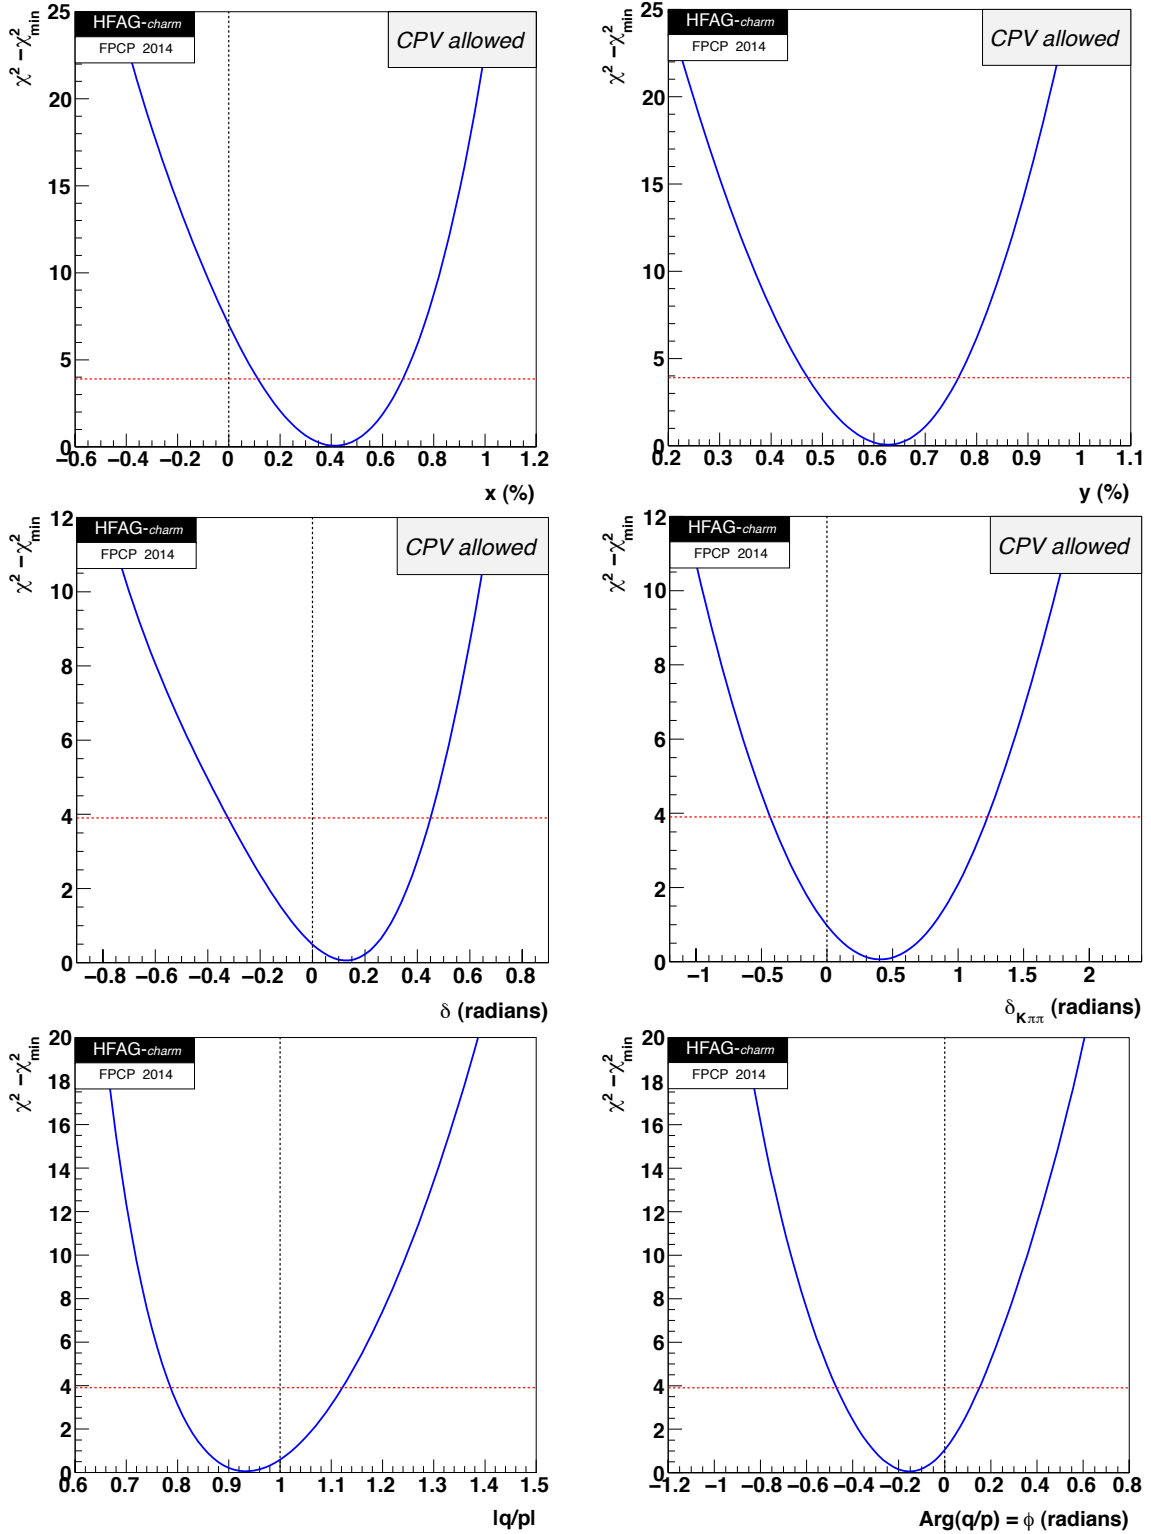 χ² − χ²min
HFAG-charm
FPCP 2014
CPV allowed
25
20
15
10
5
0
−0.6 −0.4 −0.2 0 0.2 0.4 0.6 0.8 1 1.2
x (%)
χ² − χ²min
HFAG-charm
FPCP 2014
CPV allowed
25
20
15
10
5
0
0.2 0.3 0.4 0.5 0.6 0.7 0.8 0.9 1 1.1
y (%)
χ² − χ²min
HFAG-charm
FPCP 2014
CPV allowed
12
10
8
6
4
2
0
−0.8 −0.6 −0.4 −0.2 0 0.2 0.4 0.6 0.8
δ (radians)
χ² − χ²min
HFAG-charm
FPCP 2014
CPV allowed
12
10
8
6
4
2
0
−1 −0.5 0 0.5 1 1.5 2
δKππ (radians)
χ² − χ²min
HFAG-charm
FPCP 2014
20
18
16
14
12
10
8
6
4
2
0
0.6 0.7 0.8 0.9 1 1.1 1.2 1.3 1.4 1.5
|q/p|
χ² − χ²min
HFAG-charm
FPCP 2014
20
18
16
14
12
10
8
6
4
2
0
−1.2 −1 −0.8 −0.6 −0.4 −0.2 0 0.2 0.4 0.6 0.8
Arg(q/p) = ϕ (radians)